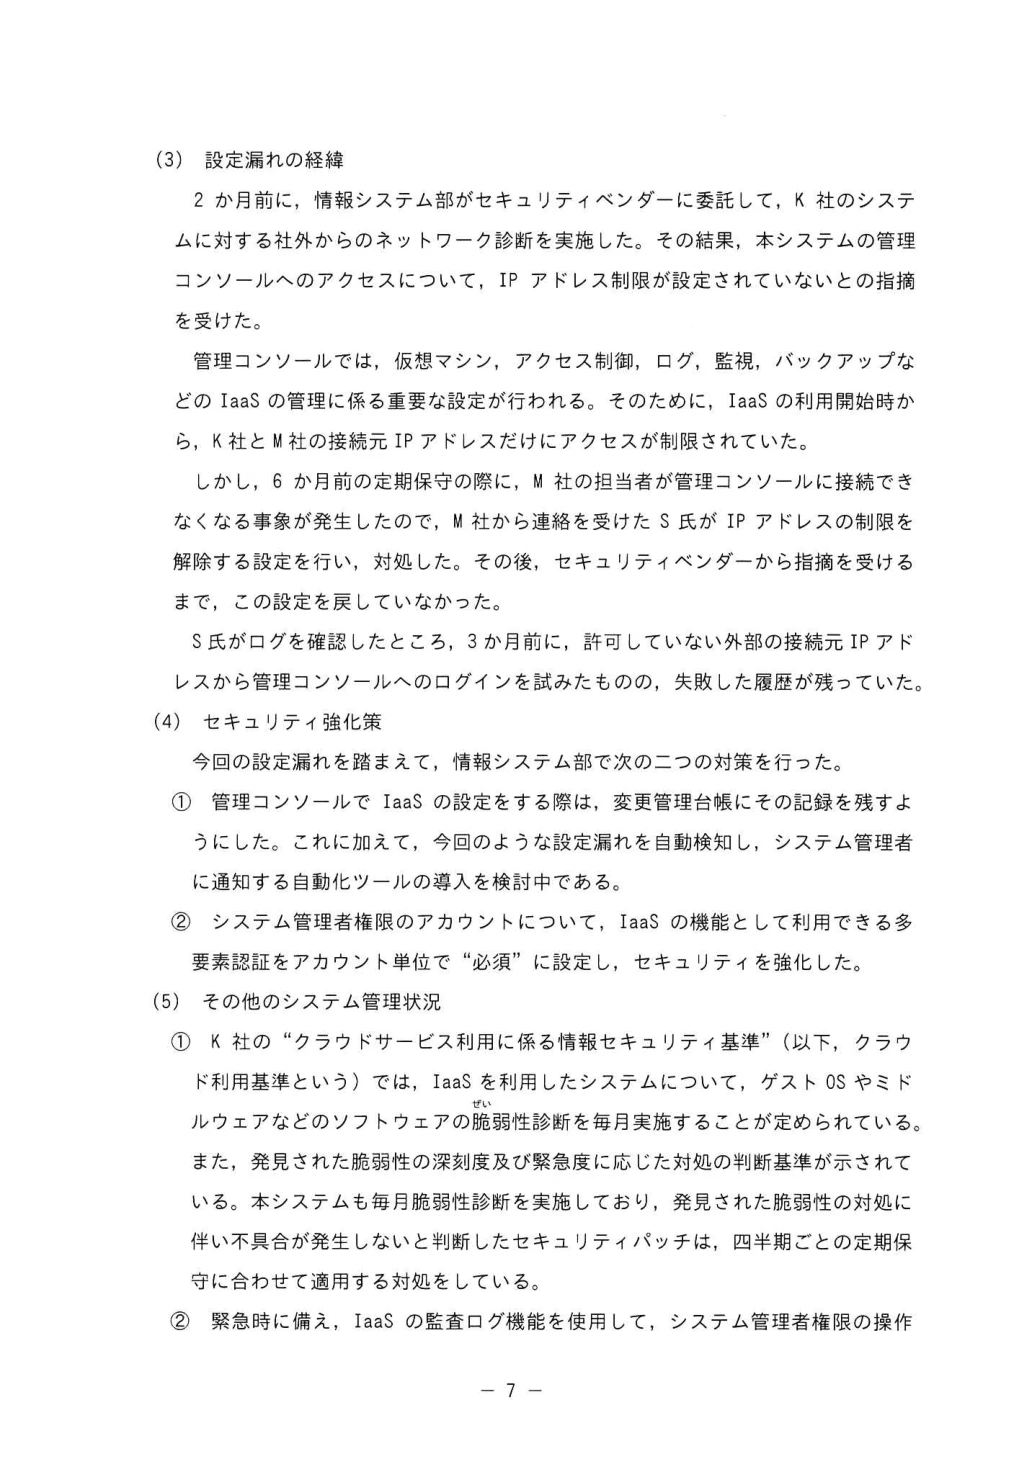 (3) 設定漏れの経緯
2 か月前に，情報システム部がセキュリティベンダーに委託して，K 社のシステ
ムに対する社外からのネットワーク診断を実施した。その結果，本システムの管理
コンソールへのアクセスについて，IP アドレス制限が設定されていないとの指摘
を受けた。
管理コンソールでは，仮想マシン，アクセス制御，ログ，監視，バックアップな
どの IaaS の管理に係る重要な設定が行われる。そのために，IaaS の利用開始時か
ら，K 社と M 社の接続元 IP アドレスだけにアクセスが制限されていた。
しかし，6 か月前の定期保守の際に，M 社の担当者が管理コンソールに接続でき
なくなる事象が発生したので，M 社から連絡を受けた S 氏が IP アドレスの制限を
解除する設定を行い，対処した。その後，セキュリティベンダーから指摘を受ける
まで，この設定を戻していなかった。
S 氏がログを確認したところ，3 か月前に，許可していない外部の接続元 IP アド
レスから管理コンソールへのログインを試みたものの，失敗した履歴が残っていた。
(4) セキュリティ強化策
今回の設定漏れを踏まえて，情報システム部で次の二つの対策を行った。
① 管理コンソールで IaaS の設定をする際は，変更管理台帳にその記録を残すよ
うにした。これに加えて，今回のような設定漏れを自動検知し，システム管理者
に通知する自動化ツールの導入を検討中である。
② システム管理者権限のアカウントについて，IaaS の機能として利用できる多
要素認証をアカウント単位で“必須”に設定し，セキュリティを強化した。
(5) その他のシステム管理状況
① K 社の“クラウドサービス利用に係る情報セキュリティ基準”（以下，クラウ
ド利用基準という）では，IaaS を利用したシステムについて，ゲスト OS やミド
ぜい
ルウェアなどのソフトウェアの脆弱性診断を毎月実施することが定められている。
また，発見された脆弱性の深刻度及び緊急度に応じた対処の判断基準が示されて
いる。本システムも毎月脆弱性診断を実施しており，発見された脆弱性の対処に
伴い不具合が発生しないと判断したセキュリティパッチは，四半期ごとの定期保
守に合わせて適用する対処をしている。
② 緊急時に備え，IaaS の監査ログ機能を使用して，システム管理者権限の操作
－ 7 －